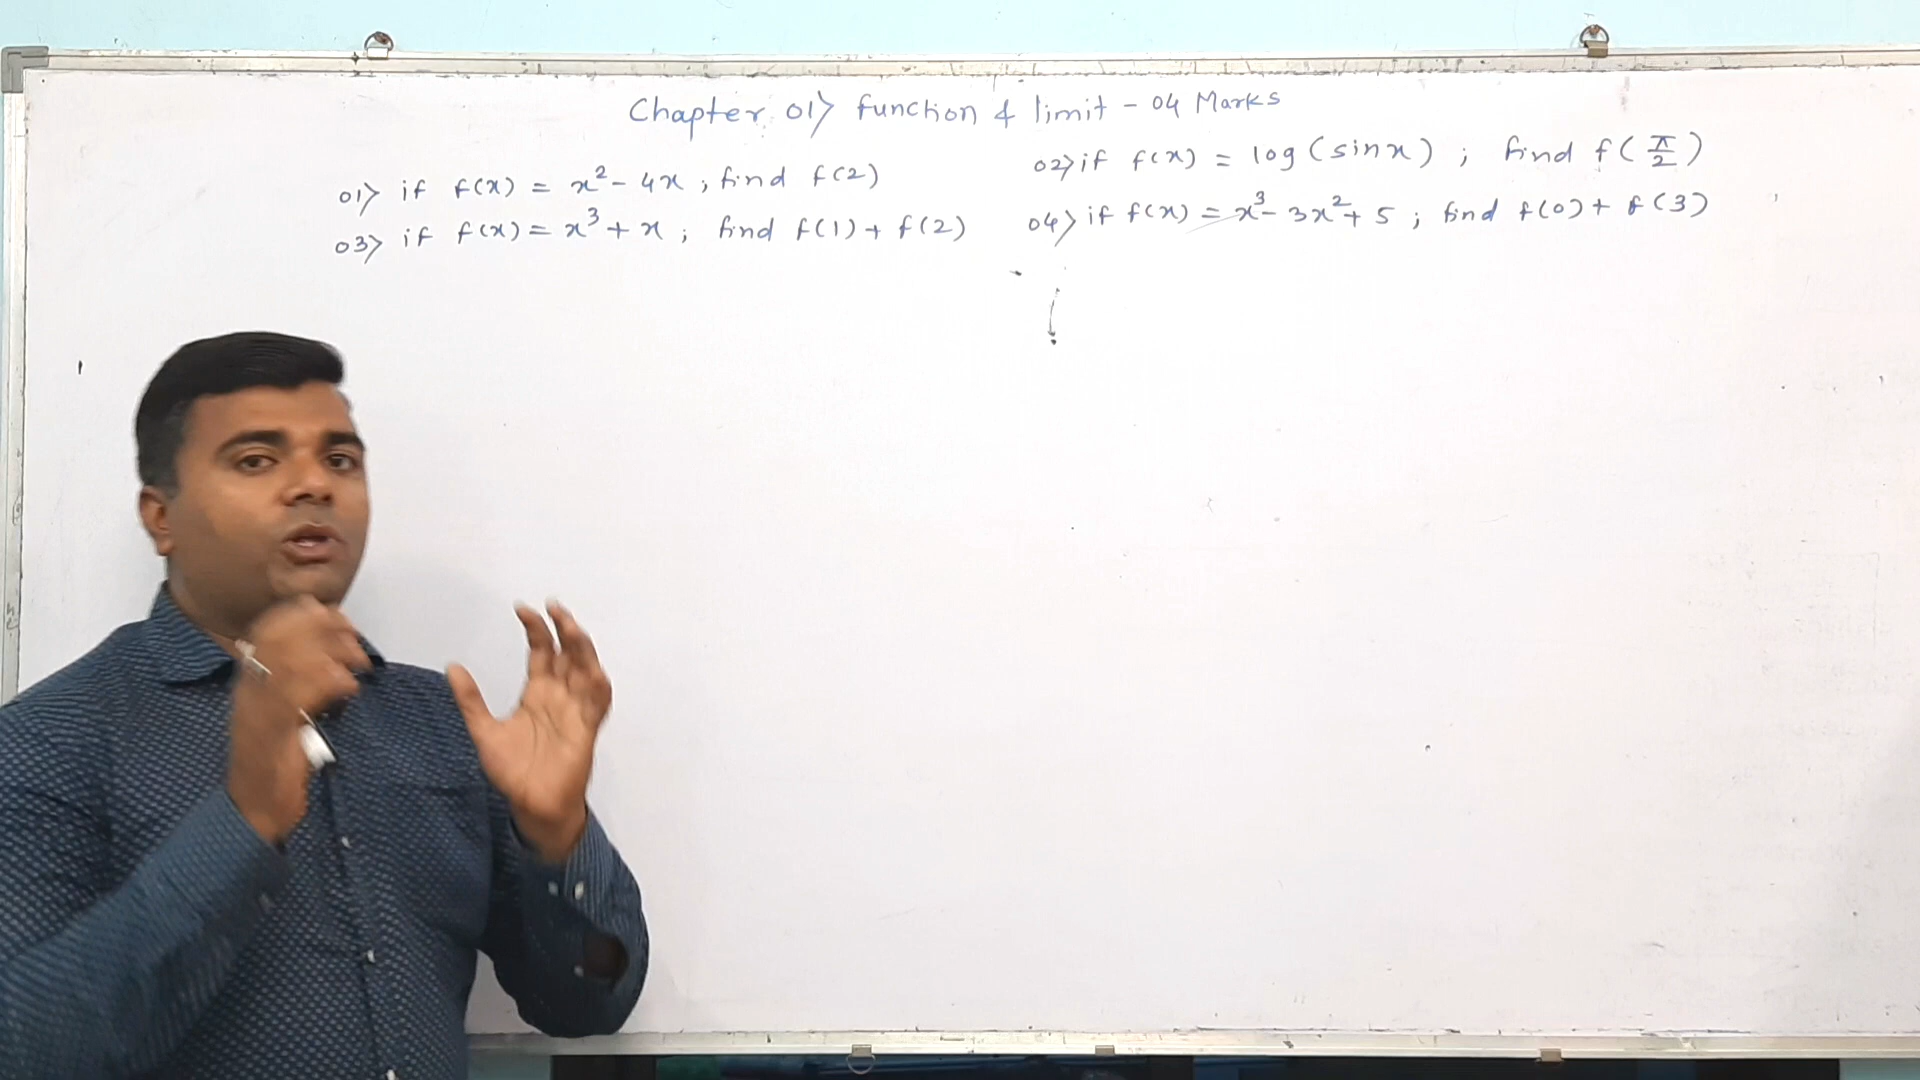 Chapter 01> function & limit - 04 Marks
01> if f(x) = x² - 4x ; find f(2)
02> if f(x) = log (sinx) ; find f(π/2)
03> if f(x) = x³ + x ; find f(1) + f(2)
04> if f(x) = x³ - 3x² + 5 ; find f(0) + f(3)